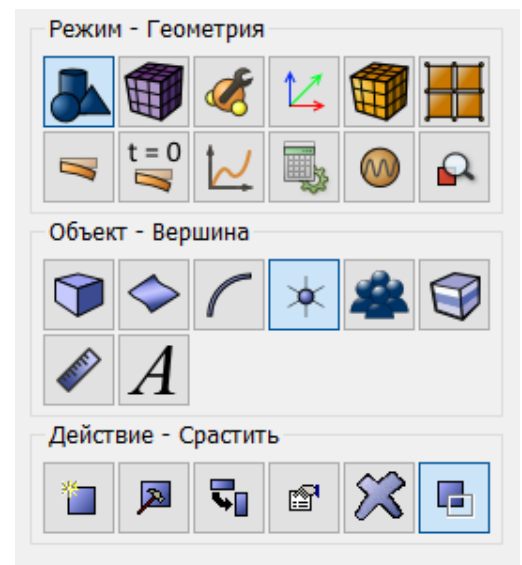 Режим - Геометрия
t = 0
Объект - Вершина
A
Действие - Срастить